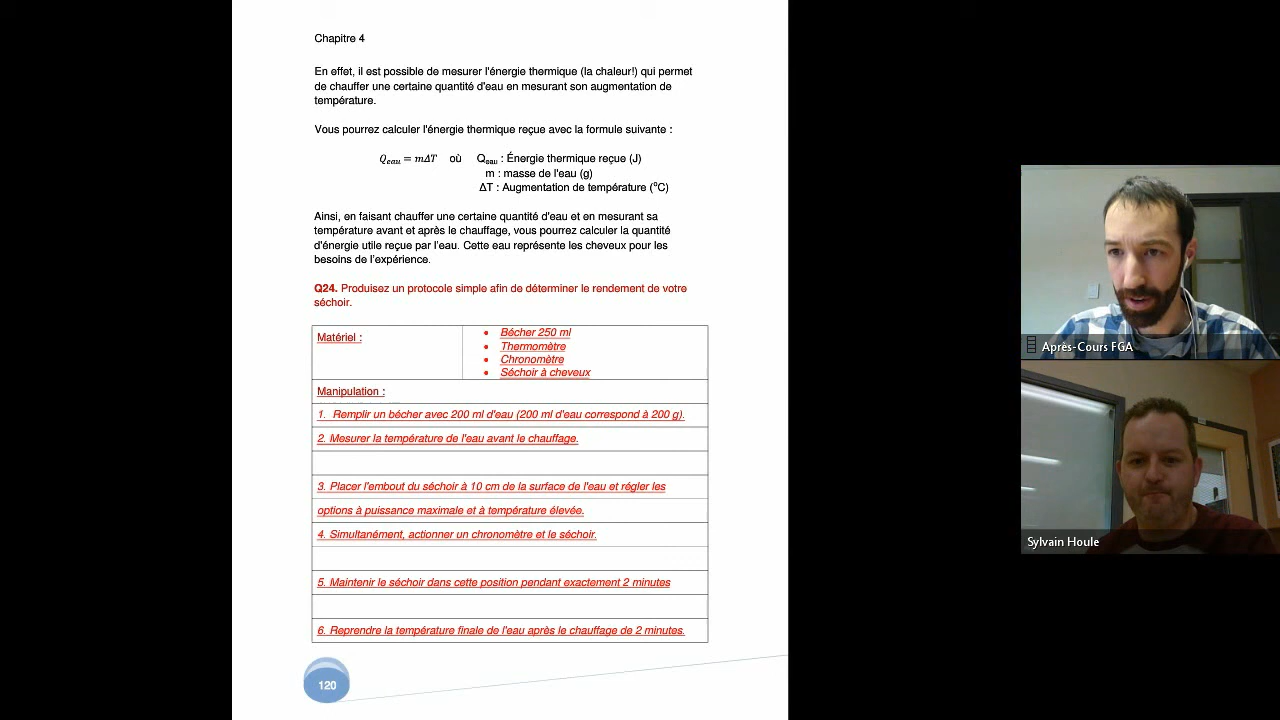 Chapitre 4
En effet, il est possible de mesurer l'énergie thermique (la chaleur!) qui permet
de chauffer une certaine quantité d'eau en mesurant son augmentation de
température.
Vous pourrez calculer l'énergie thermique reçue avec la formule suivante :
Q_eau = mΔT où Q_eau : Énergie thermique reçue (J)
m : masse de l'eau (g)
ΔT : Augmentation de température (°C)
Ainsi, en faisant chauffer une certaine quantité d'eau et en mesurant sa
température avant et après le chauffage, vous pourrez calculer la quantité
d'énergie utile reçue par l'eau. Cette eau représente les cheveux pour les
besoins de l'expérience.
Q24. Produisez un protocole simple afin de déterminer le rendement de votre
séchoir.
Matériel :
• Bécher 250 ml
• Thermomètre
• Chronomètre
• Séchoir à cheveux
Manipulation :
1. Remplir un bécher avec 200 ml d'eau (200 ml d'eau correspond à 200 g).
2. Mesurer la température de l'eau avant le chauffage.
3. Placer l'embout du séchoir à 10 cm de la surface de l'eau et régler les
options à puissance maximale et à température élevée.
4. Simultanément, actionner un chronomètre et le séchoir.
5. Maintenir le séchoir dans cette position pendant exactement 2 minutes
6. Reprendre la température finale de l'eau après le chauffage de 2 minutes.
120
Après-Cours FGA
Sylvain Houle